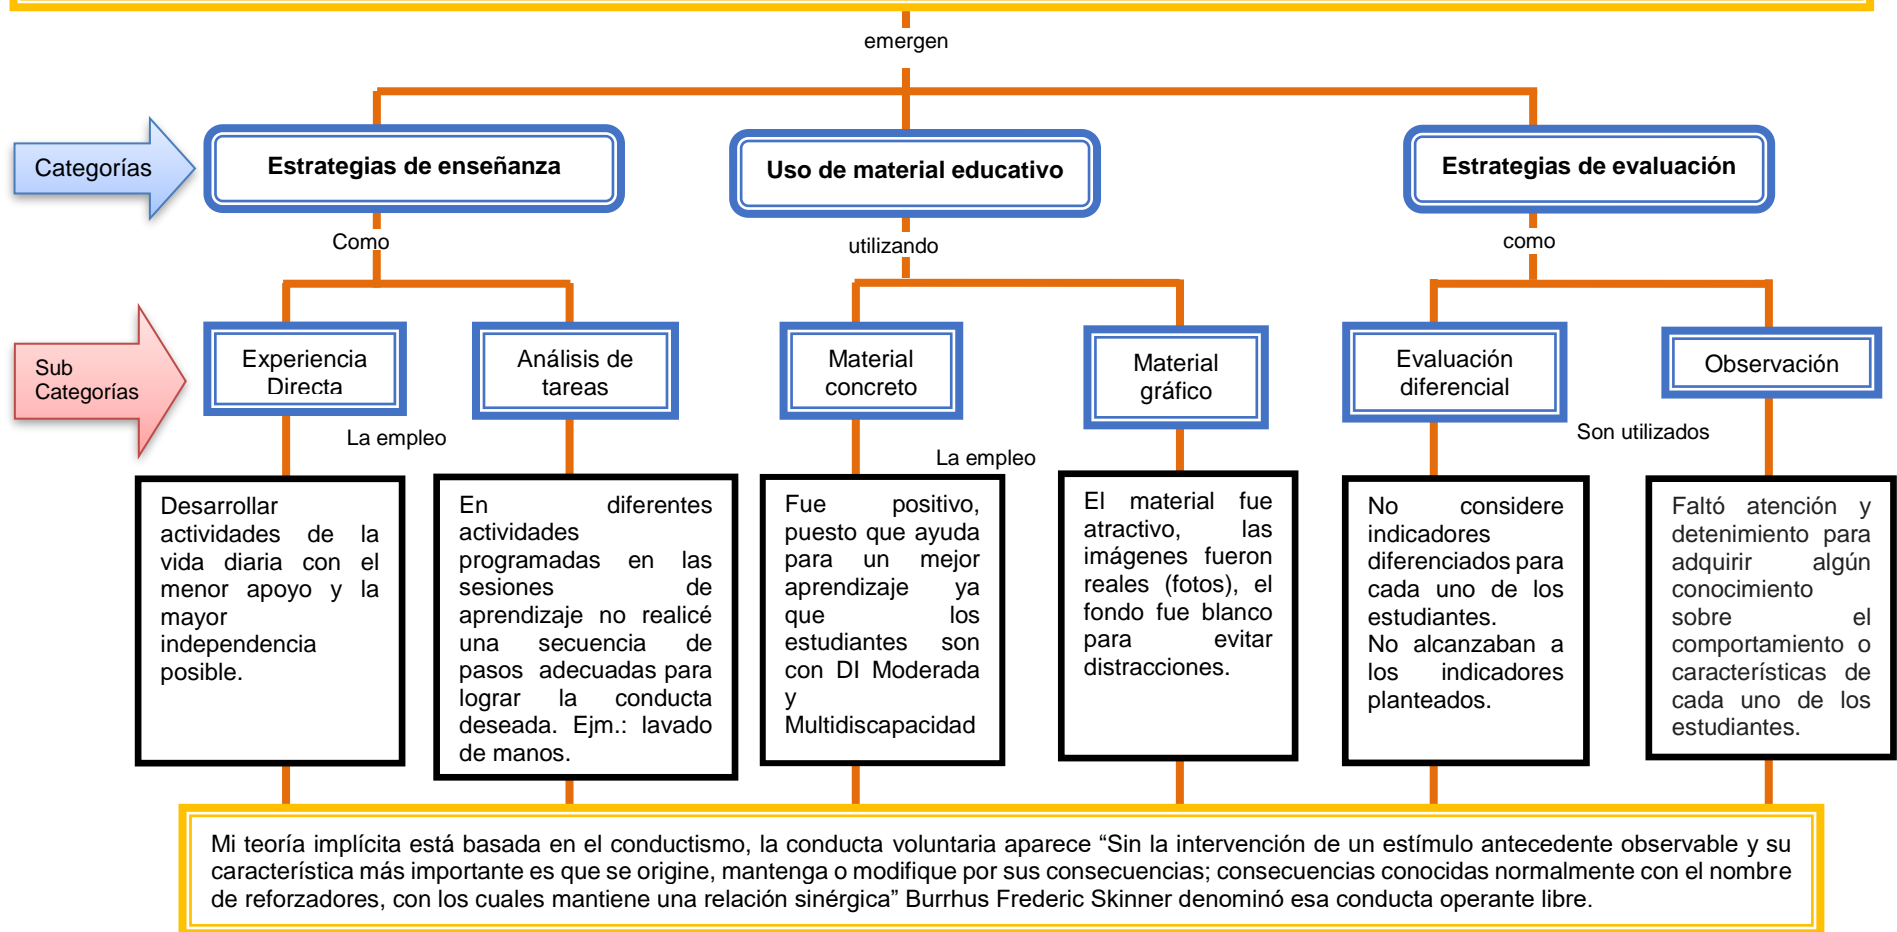 emergen
Categorías
Estrategias de enseñanza
Uso de material educativo
Estrategias de evaluación
Como
utilizando
como
Sub
Categorías
Experiencia
Directa
Análisis de
tareas
Material
concreto
Material
gráfico
Evaluación
diferencial
Observación
La empleo
La empleo
Son utilizados
Desarrollar
actividades de la
vida diaria con el
menor apoyo y la
mayor
independencia
posible.
En diferentes
actividades
programadas en las
sesiones de
aprendizaje no realicé
una secuencia de
pasos adecuadas para
lograr la conducta
deseada. Ejm.: lavado
de manos.
Fue positivo,
puesto que ayuda
para un mejor
aprendizaje ya
que los
estudiantes son
con DI Moderada
y
Multidiscapacidad
El material fue
atractivo, las
imágenes fueron
reales (fotos), el
fondo fue blanco
para evitar
distracciones.
No considere
indicadores
diferenciados para
cada uno de los
estudiantes.
No alcanzaban a
los indicadores
planteados.
Faltó atención y
detenimiento para
adquirir algún
conocimiento
sobre el
comportamiento o
características de
cada uno de los
estudiantes.
Mi teoría implícita está basada en el conductismo, la conducta voluntaria aparece “Sin la intervención de un estímulo antecedente observable y su
característica más importante es que se origine, mantenga o modifique por sus consecuencias; consecuencias conocidas normalmente con el nombre
de reforzadores, con los cuales mantiene una relación sinérgica” Burrhus Frederic Skinner denominó esa conducta operante libre.